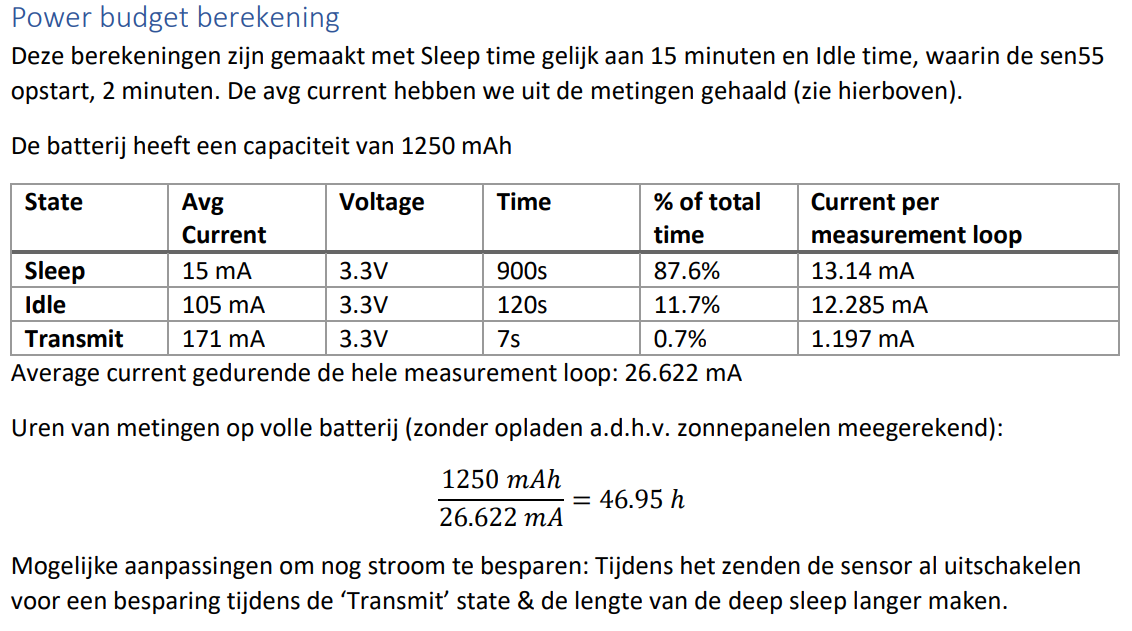 Power budget berekening
Deze berekeningen zijn gemaakt met Sleep time gelijk aan 15 minuten en Idle time, waarin de sen55
opstart, 2 minuten. De avg current hebben we uit de metingen gehaald (zie hierboven).
De batterij heeft een capaciteit van 1250 mAh
State Avg Current Voltage Time % of total time Current per measurement loop
Sleep 15 mA 3.3V 900s 87.6% 13.14 mA
Idle 105 mA 3.3V 120s 11.7% 12.285 mA
Transmit 171 mA 3.3V 7s 0.7% 1.197 mA
Average current gedurende de hele measurement loop: 26.622 mA
Uren van metingen op volle batterij (zonder opladen a.d.h.v. zonnepanelen meegerekend):
1250 mAh
26.622 mA
= 46.95 h
Mogelijke aanpassingen om nog stroom te besparen: Tijdens het zenden de sensor al uitschakelen
voor een besparing tijdens de ‘Transmit’ state & de lengte van de deep sleep langer maken.